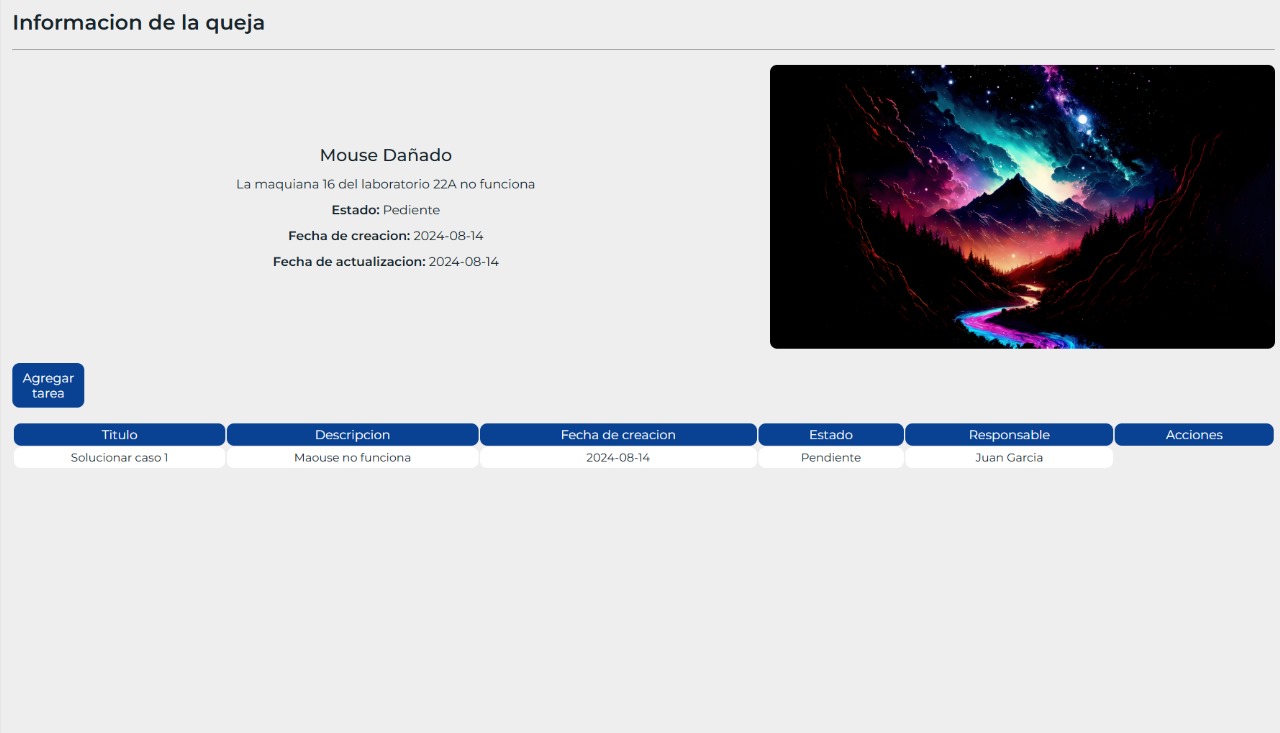 Informacion de la queja
Mouse Dañado
La maquiana 16 del laboratorio 22A no funciona
Estado: Pediente
Fecha de creacion: 2024-08-14
Fecha de actualizacion: 2024-08-14
Agregar
tarea
Titulo Descripcion Fecha de creacion Estado Responsable Acciones
Solucionar caso 1 Maouse no funciona 2024-08-14 Pendiente Juan Garcia